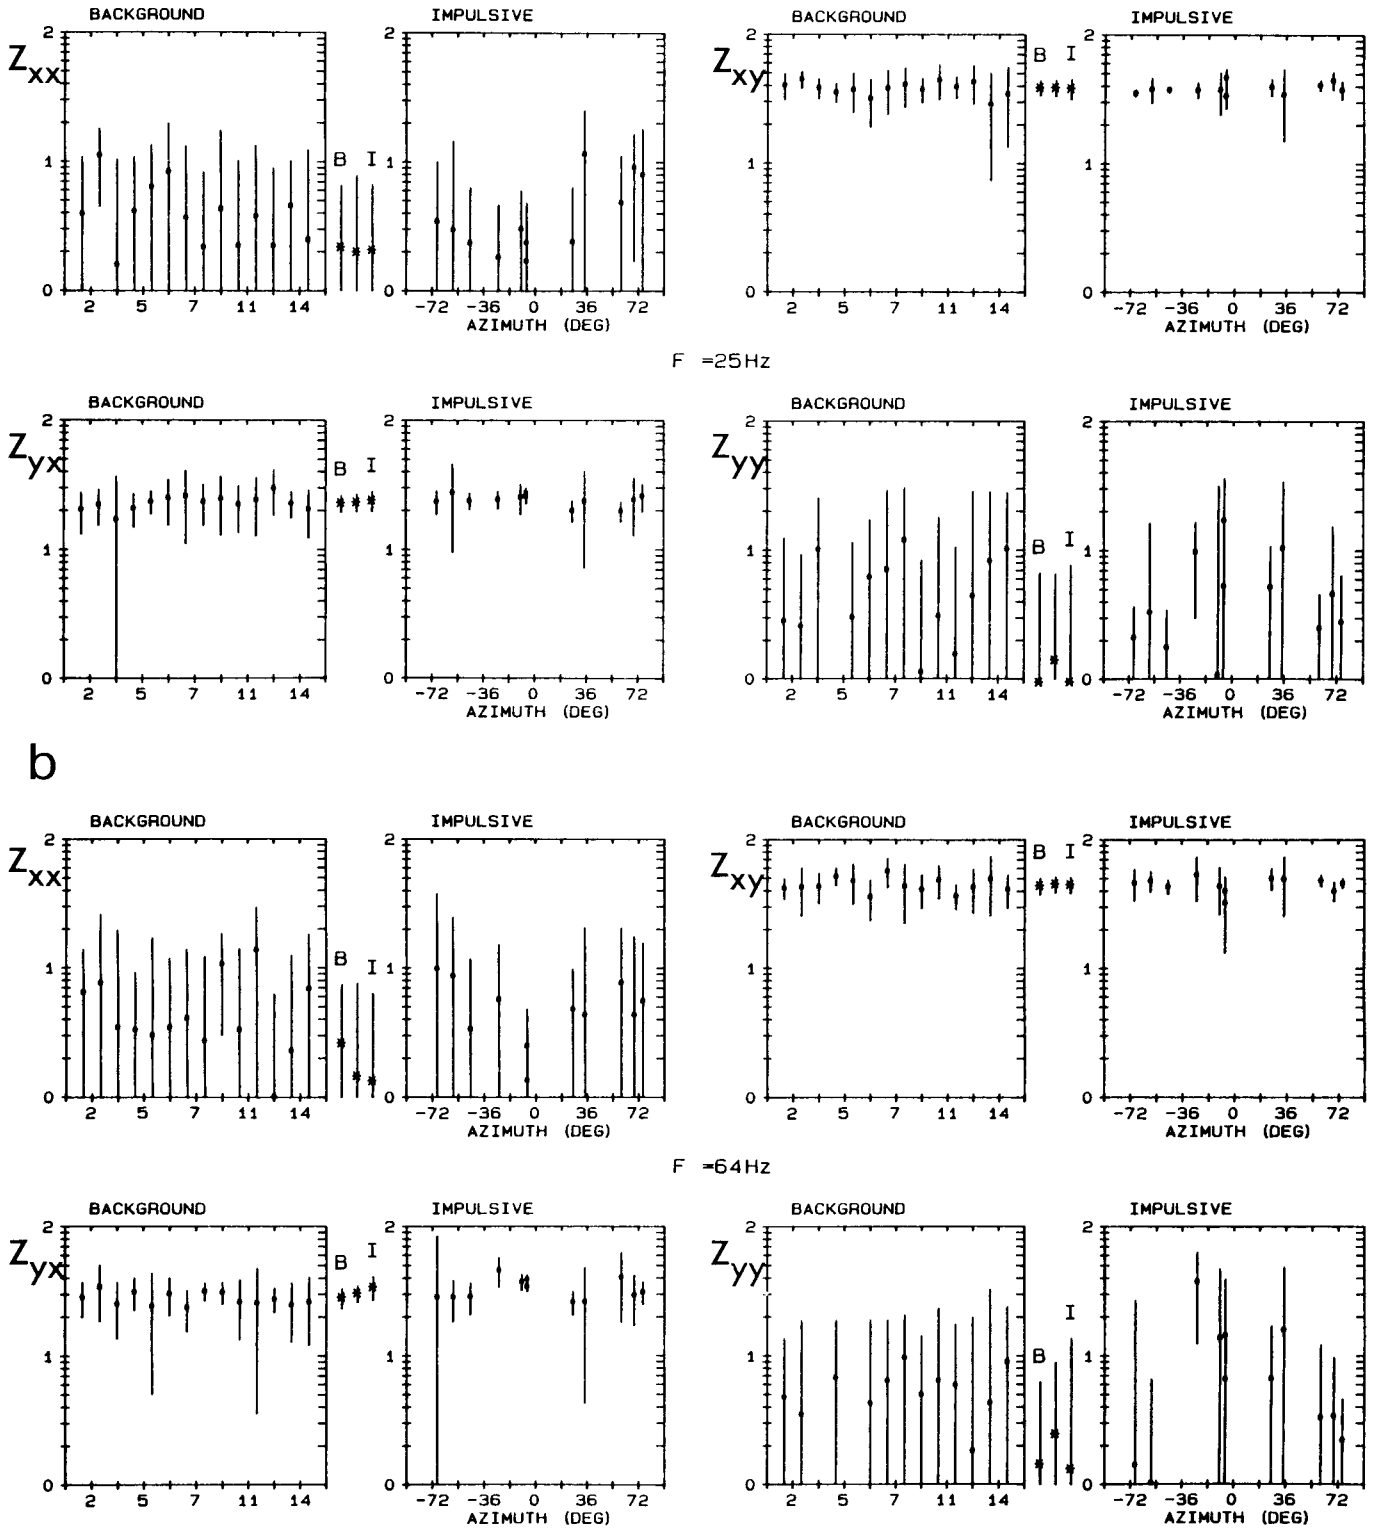 BACKGROUND IMPULSIVE BACKGROUND IMPULSIVE
Zxx Zxy
2 2 2 2
B I
1 1 B I 1 1
0 0 0 0
2 5 7 11 14 -72 -36 0 36 72 2 5 7 11 14 -72 -36 0 36 72
AZIMUTH (DEG) AZIMUTH (DEG)
F =25Hz
BACKGROUND IMPULSIVE BACKGROUND IMPULSIVE
2 2 2 2
Zyx Zyy
B I
1 1 1 1
B I
0 0 0 0
2 5 7 11 14 -72 -36 0 36 72 2 5 7 11 14 -72 -36 0 36 72
AZIMUTH (DEG) AZIMUTH (DEG)
b
BACKGROUND IMPULSIVE BACKGROUND IMPULSIVE
2 2 2 2
Zxx Zxy
B I
1 1 B I 1 1
0 0 0 0
2 5 7 11 14 -72 -36 0 36 72 2 5 7 11 14 -72 -36 0 36 72
AZIMUTH (DEG) AZIMUTH (DEG)
F =64Hz
BACKGROUND IMPULSIVE BACKGROUND IMPULSIVE
2 2 2 2
Zyx Zyy
B I
B I
1 1 1 1
0 0 0 0
2 5 7 11 14 -72 -36 0 36 72 2 5 7 11 14 -72 -36 0 36 72
AZIMUTH (DEG) AZIMUTH (DEG)